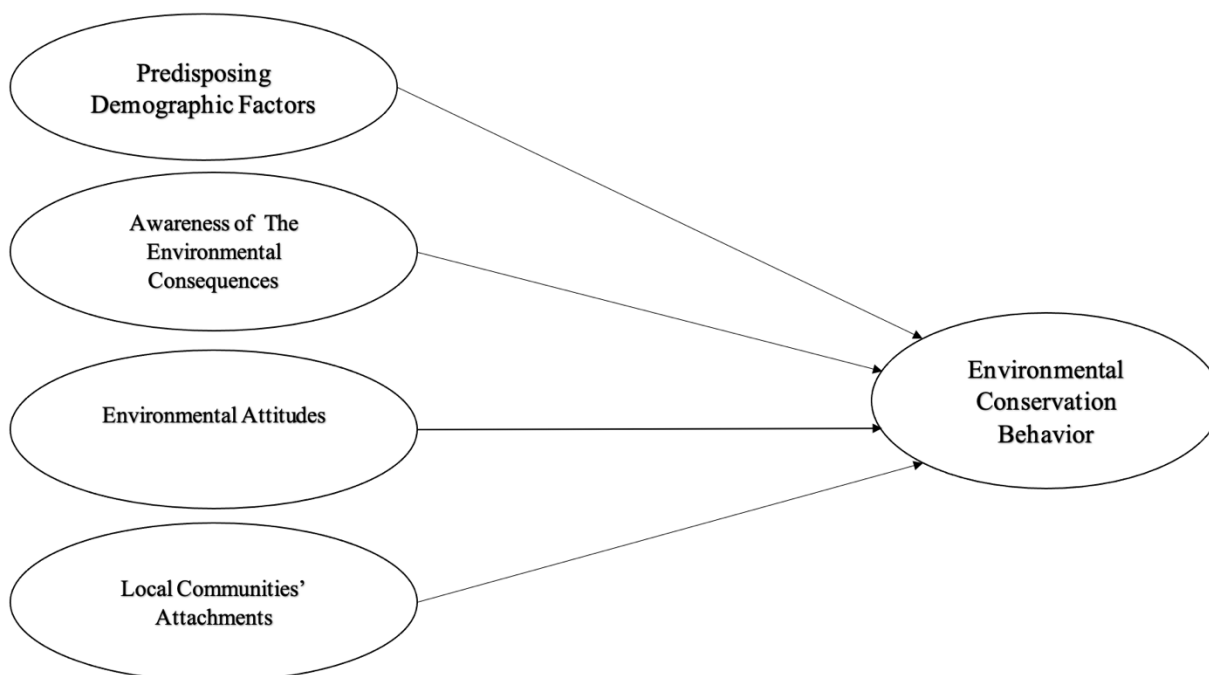 Predisposing
Demographic Factors
Awareness of The
Environmental
Consequences
Environmental Attitudes
Local Communities’
Attachments
Environmental
Conservation
Behavior